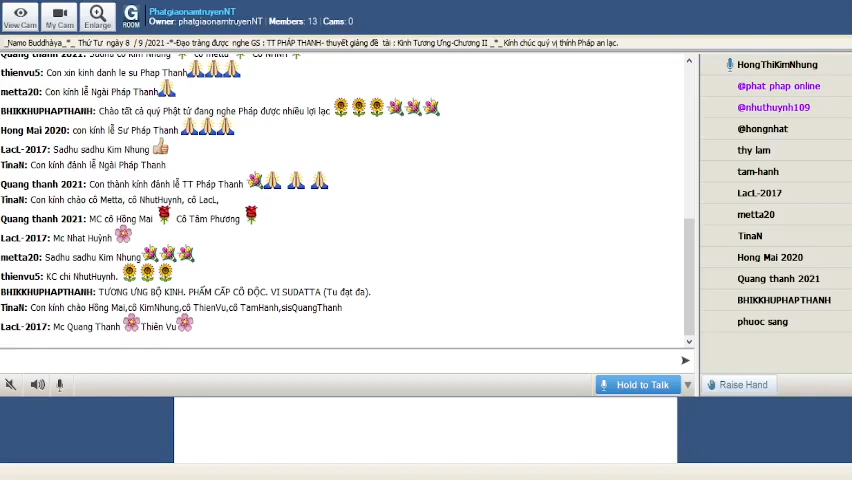 View Cam
My Cam
Enlarge
G
ROOM
PhatgiaonamtruyenNT
Owner: phatgiaonamtruyenNT | Members: 13 | Cams: 0
_Namo Buddhàya_*_ Thứ Tư ngày 8 / 9 /2021 -*-Đạo tràng được nghe GS : TT PHÁP THANH- thuyết giảng đề tài : Kinh Tương Ưng-Chương II _*_ Kính chúc quý vị thính Pháp an lạc.
thienvu5: Con xin kinh danh le su Phap Thanh
metta20: Con kính lễ Ngài Pháp Thanh
BHIKKHUPHAPTHANH: Chào tất cả quý Phật tử đang nghe Pháp được nhiều lợi lạc
Hong Mai 2020: con kính lễ Sư Pháp Thanh
LacL-2017: Sadhu sadhu Kim Nhung
TinaN: Con kính đảnh lễ Ngài Pháp Thanh
Quang thanh 2021: Con thành kính đảnh lễ TT Pháp Thanh
TinaN: Con kính chào cô Metta, cô NhutHuynh, cô LacL,
Quang thanh 2021: MC cô Hồng Mai Cô Tâm Phương
LacL-2017: Mc Nhat Huỳnh
metta20: Sadhu sadhu Kim Nhung
thienvu5: KC chi NhutHuynh.
BHIKKHUPHAPTHANH: TƯƠNG ƯNG BỘ KINH. PHẨM CẤP CÔ ĐỘC. VI SUDATTA (Tu đạt đa).
TinaN: Con kính chào Hồng Mai,cô KimNhung,cô ThienVu,cô TamHanh,sisQuangThanh
LacL-2017: Mc Quang Thanh Thiên Vu
Hold to Talk
Raise Hand
HongThiKimNhung
@phat phap online
@nhuthuynh109
@hongnhat
thy lam
tam-hanh
LacL-2017
metta20
TinaN
Hong Mai 2020
Quang thanh 2021
BHIKKHUPHAPTHANH
phuoc sang